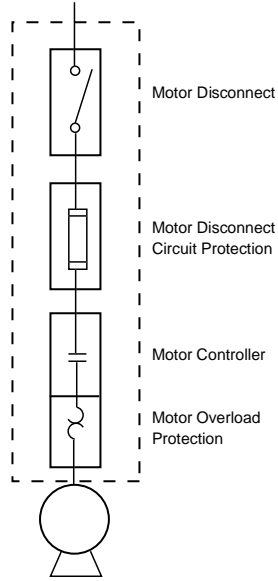 Motor Disconnect
Motor Disconnect
Circuit Protection
Motor Controller
Motor Overload
Protection